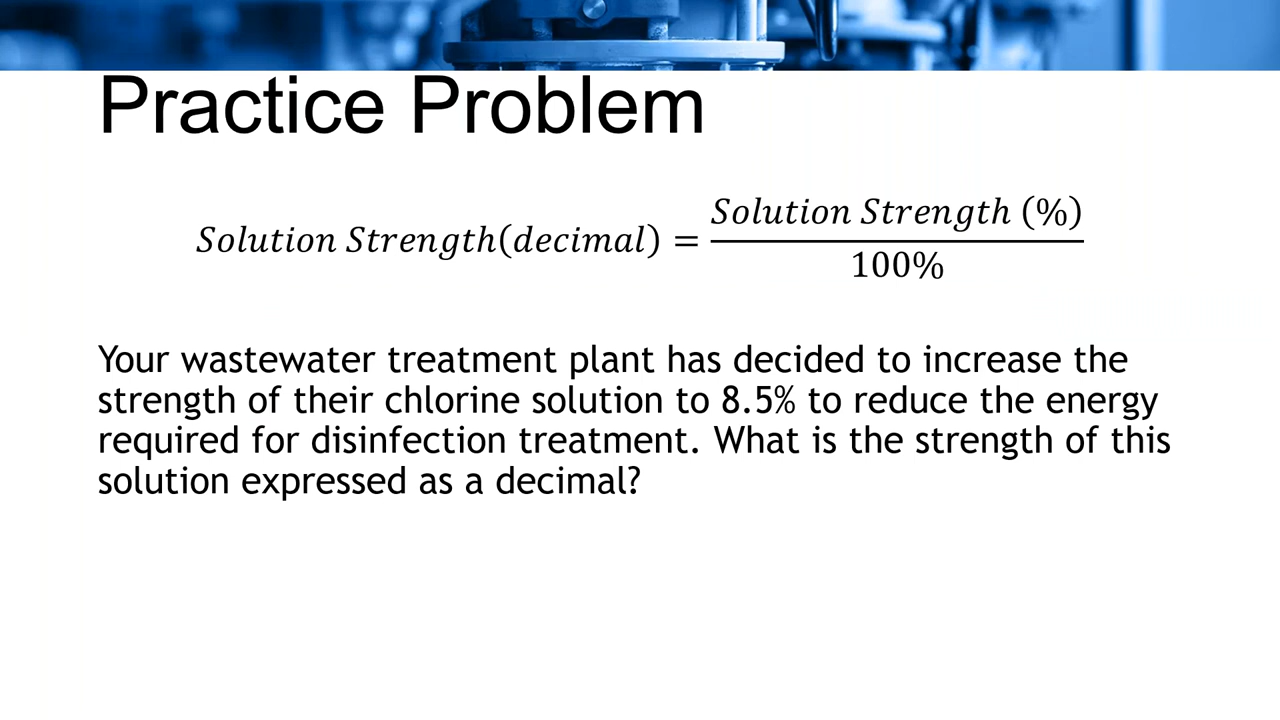 Practice Problem
Solution Strength(decimal) = Solution Strength (%) / 100%
Your wastewater treatment plant has decided to increase the
strength of their chlorine solution to 8.5% to reduce the energy
required for disinfection treatment. What is the strength of this
solution expressed as a decimal?